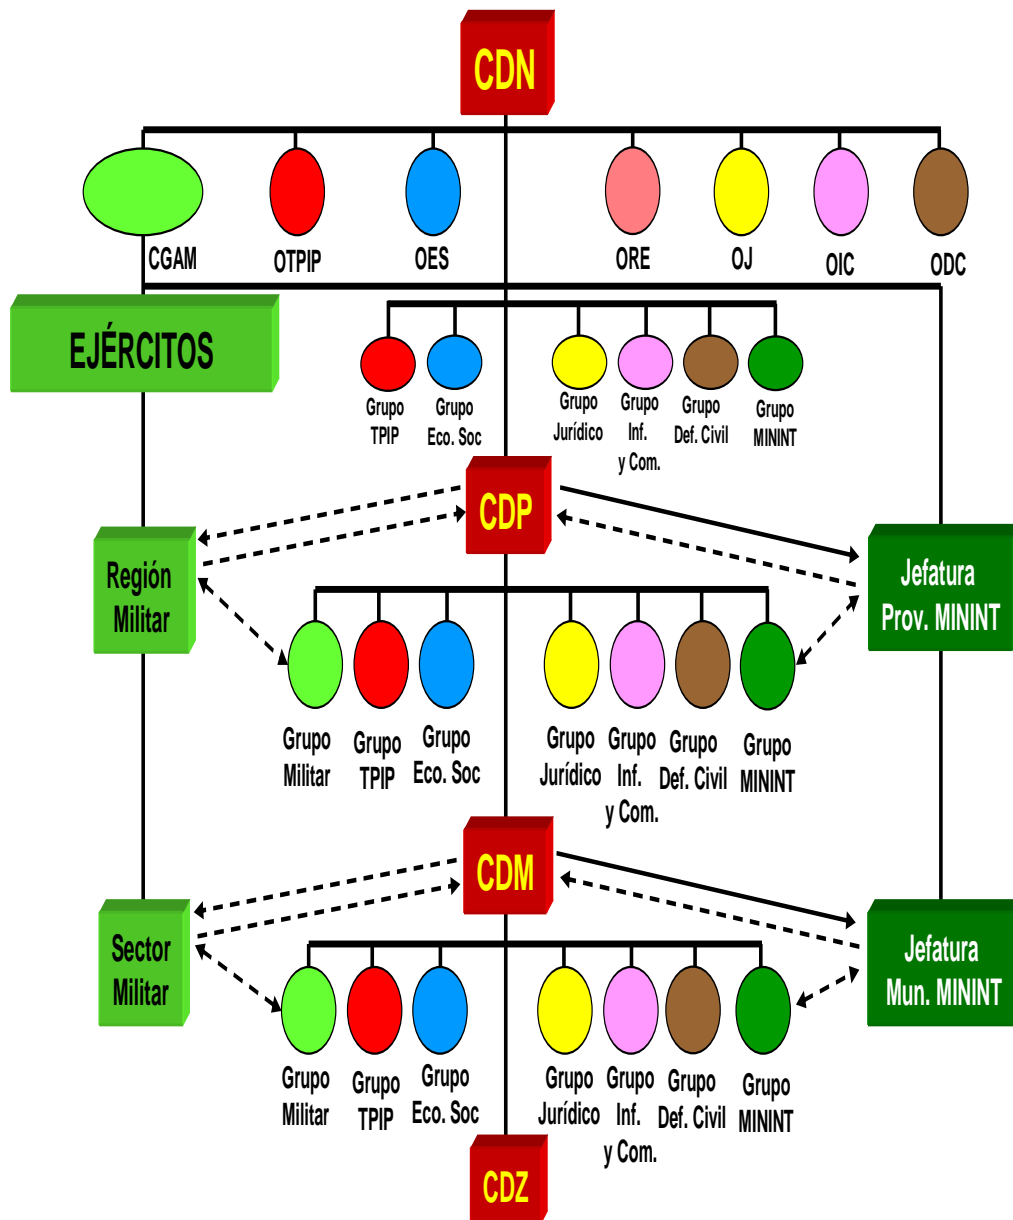 CDN
CGAM
OTPIP
OES
ORE
OJ
OIC
ODC
EJÉRCITOS
Grupo
TPIP
Grupo
Eco. Soc
Grupo
Jurídico
Grupo
Inf.
y Com.
Grupo
Def. Civil
Grupo
MININT
CDP
Región
Militar
Jefatura
Prov. MININT
Grupo
Militar
Grupo
TPIP
Grupo
Eco. Soc
Grupo
Jurídico
Grupo
Inf.
y Com.
Grupo
Def. Civil
Grupo
MININT
CDM
Sector
Militar
Jefatura
Mun. MININT
Grupo
Militar
Grupo
TPIP
Grupo
Eco. Soc
Grupo
Jurídico
Grupo
Inf.
y Com.
Grupo
Def. Civil
Grupo
MININT
CDZ